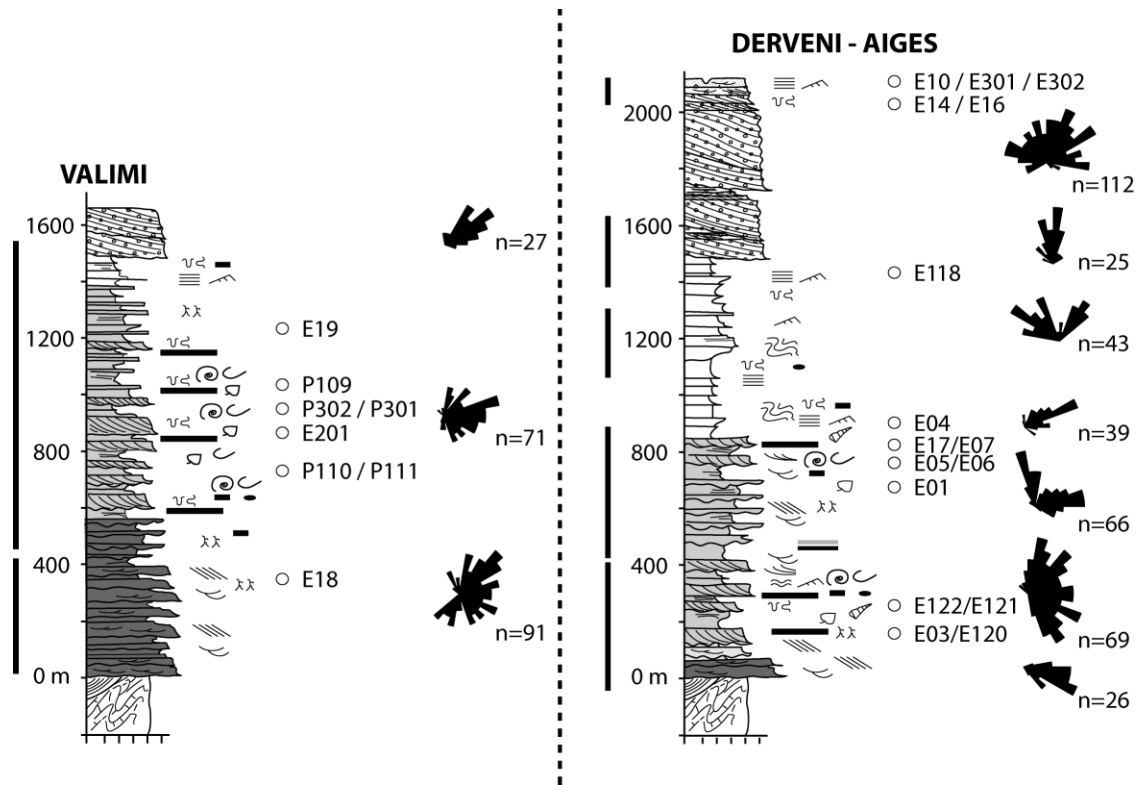 VALIMI
1600
1200
800
400
0 m
E19
P109
P302 / P301
E201
P110 / P111
E18
n=27
n=71
n=91
DERVENI - AIGES
2000
1600
1200
800
400
0 m
E10 / E301 / E302
E14 / E16
E118
E04
E17/E07
E05/E06
E01
E122/E121
E03/E120
n=112
n=25
n=43
n=39
n=66
n=69
n=26